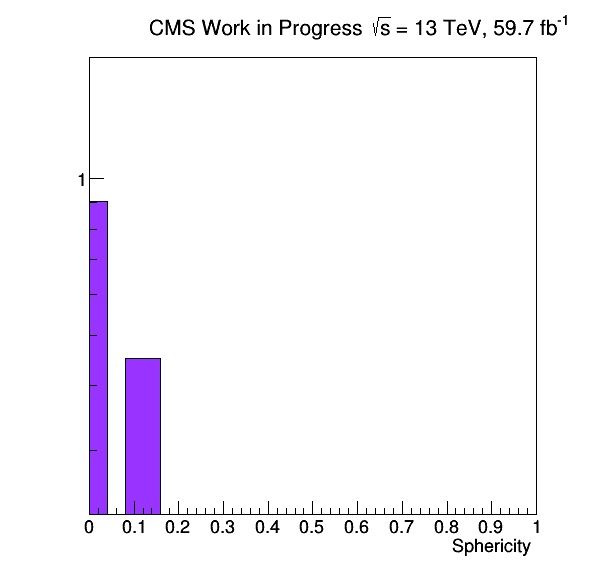 CMS Work in Progress √s = 13 TeV, 59.7 fb⁻¹
1
0 0.1 0.2 0.3 0.4 0.5 0.6 0.7 0.8 0.9 1
Sphericity